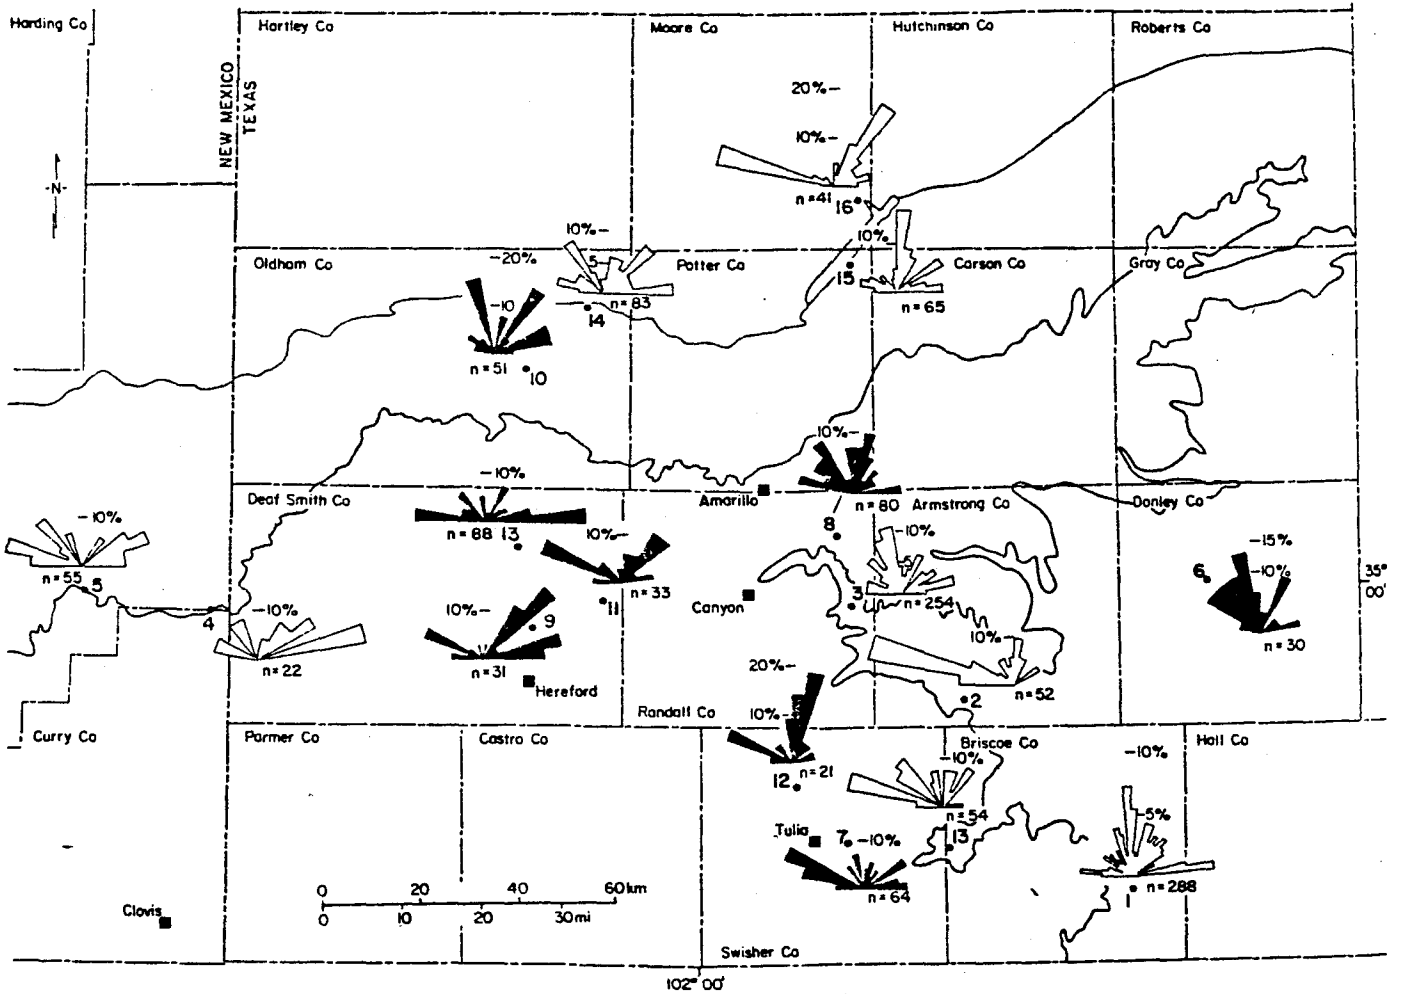 Harding Co
Hartley Co
Moore Co
Hutchinson Co
Roberts Co
NEW MEXICO
TEXAS
20%
10%
-N-
n=41 16
10%
10%
Oldham Co
-20%
5
Potter Co
15
Carson Co
Gray Co
-10
n=83
n=65
14
n=51
10
10%
-10%
Deaf Smith Co
Amarillo
n=80
Armstrong Co
Donley Co
-10%
n=88 13
10%
8
-10%
-15%
5
6
-10%
35°
00'
n=55 5
n=33
11
Canyon
3
n=254
4
-10%
10%
9
10%
n=30
n=22
n=31
20%
n=52
Hereford
2
Randall Co
10%
Curry Co
Parmer Co
Castro Co
Briscoe Co
Hall Co
-10%
-10%
12
n=21
n=54
-5%
Tulia
7
-10%
13
0 20 40 60km
n=64
n=288
1
0 10 20 30mi
Clovis
Swisher Co
102°00'